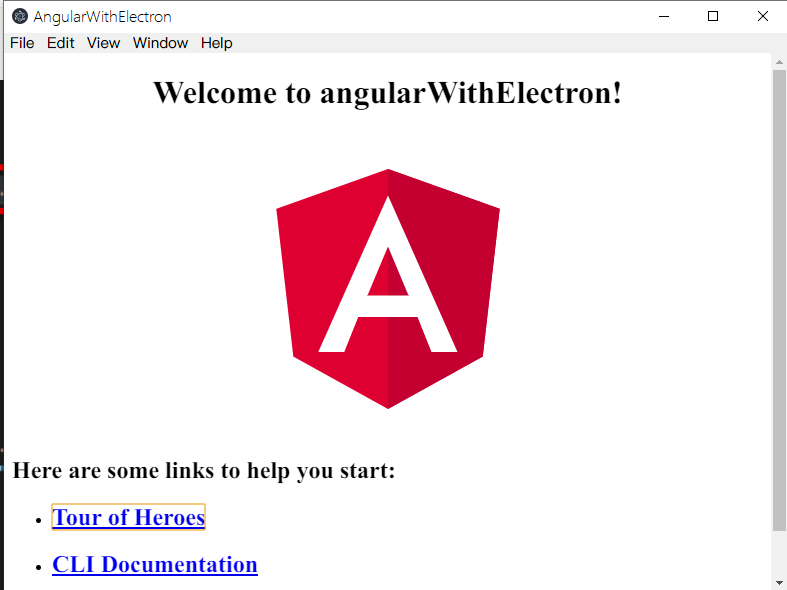 AngularWithElectron
File Edit View Window Help
Welcome to angularWithElectron!
A
Here are some links to help you start:
Tour of Heroes
CLI Documentation